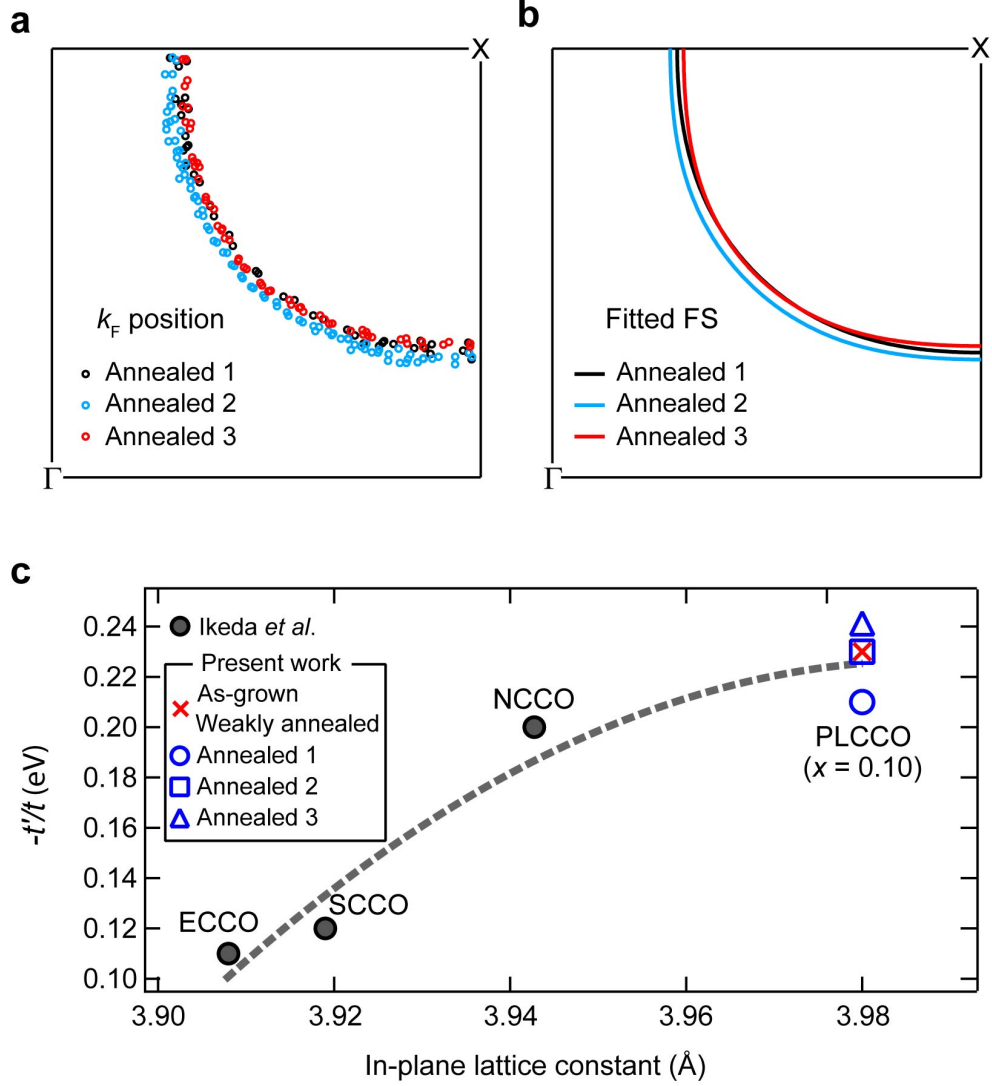 a
X
k_F position
Annealed 1
Annealed 2
Annealed 3
Γ
b
X
Fitted FS
Annealed 1
Annealed 2
Annealed 3
Γ
c
0.24
0.22
0.20
0.18
0.16
0.14
0.12
0.10
-t'/t (eV)
Ikeda et al.
Present work
As-grown
Weakly annealed
Annealed 1
Annealed 2
Annealed 3
NCCO
PLCCO
(x = 0.10)
SCCO
ECCO
3.90
3.92
3.94
3.96
3.98
In-plane lattice constant (Å)